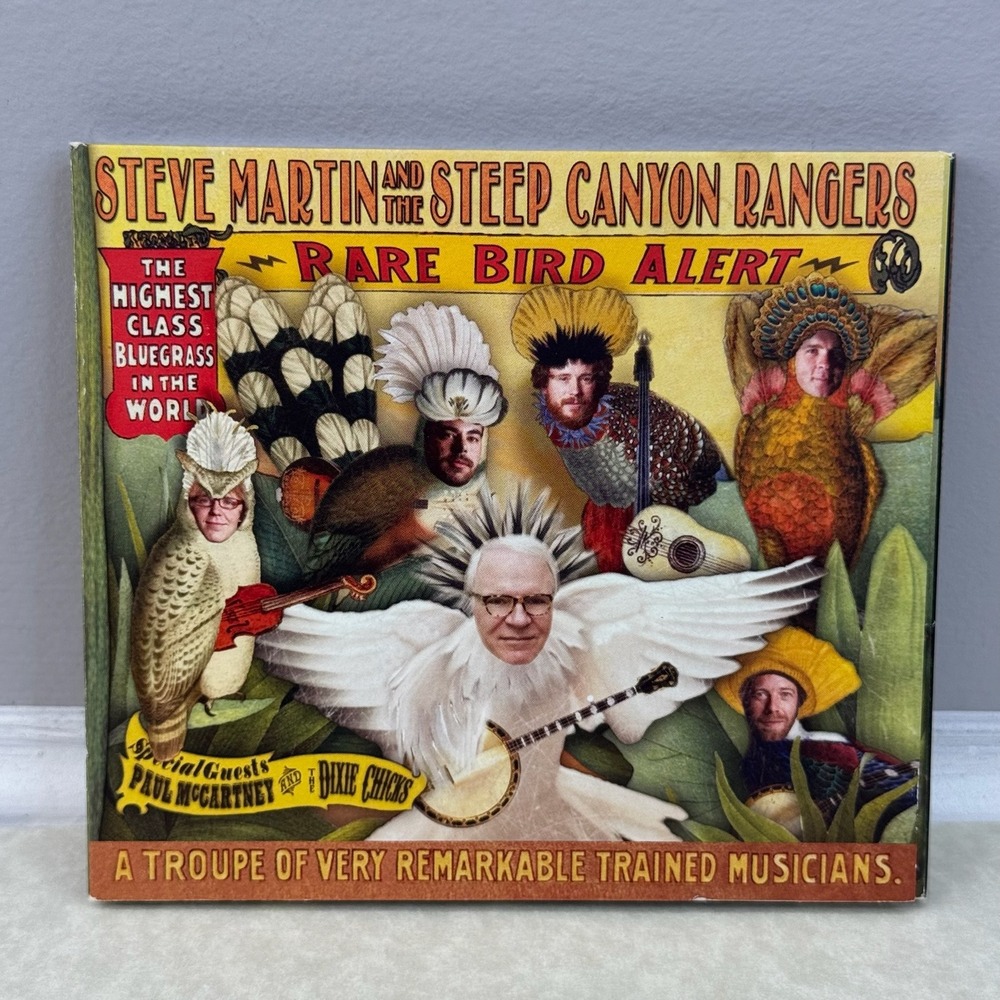 STEVE MARTIN AND THE STEEP CANYON RANGERS
RARE BIRD ALERT
THE
HIGHEST
CLASS
BLUEGRASS
IN THE
WORLD
Special Guests
PAUL McCARTNEY AND THE DIXIE CHICKS
A TROUPE OF VERY REMARKABLE TRAINED MUSICIANS.